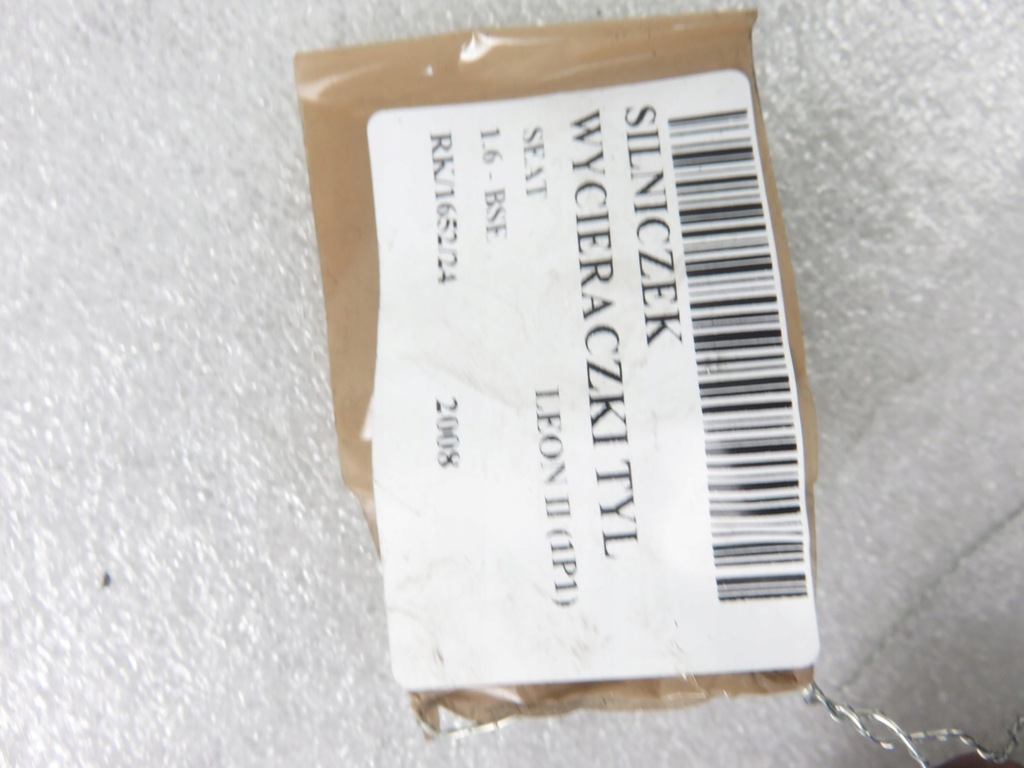 SILNICZEK
WYCIERACZKI TYL
SEAT LEON II (1P1)
1.6 - BSE
RK/1652/24 2008